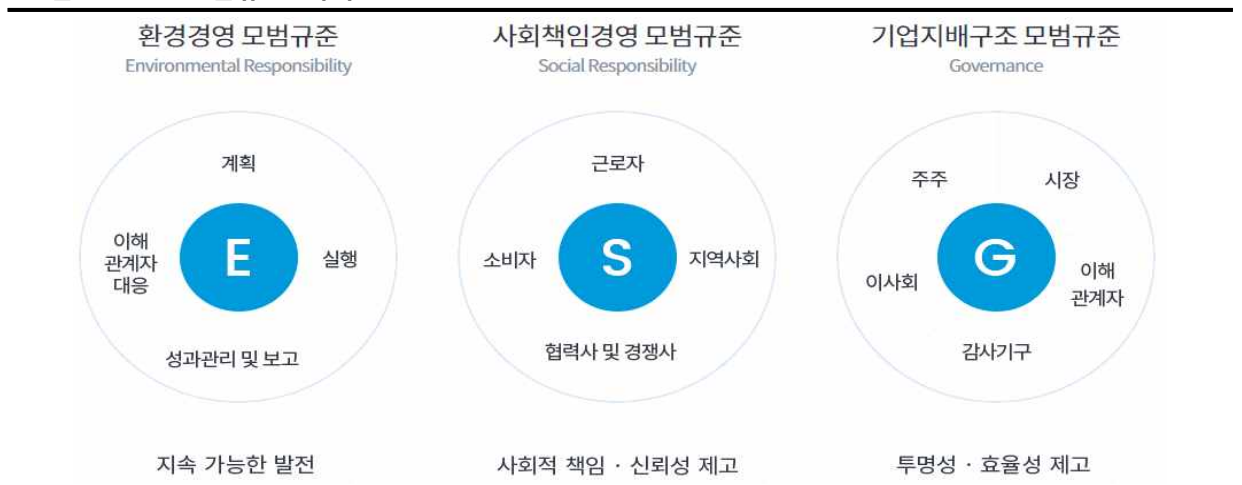 환경경영 모범규준
Environmental Responsibility
계획
이해
관계자
대응
E
실행
성과관리 및 보고
지속 가능한 발전
사회책임경영 모범규준
Social Responsibility
근로자
소비자
S
지역사회
협력사 및 경쟁사
사회적 책임 · 신뢰성 제고
기업지배구조 모범규준
Governance
주주
시장
이사회
G
이해
관계자
감사기구
투명성 · 효율성 제고